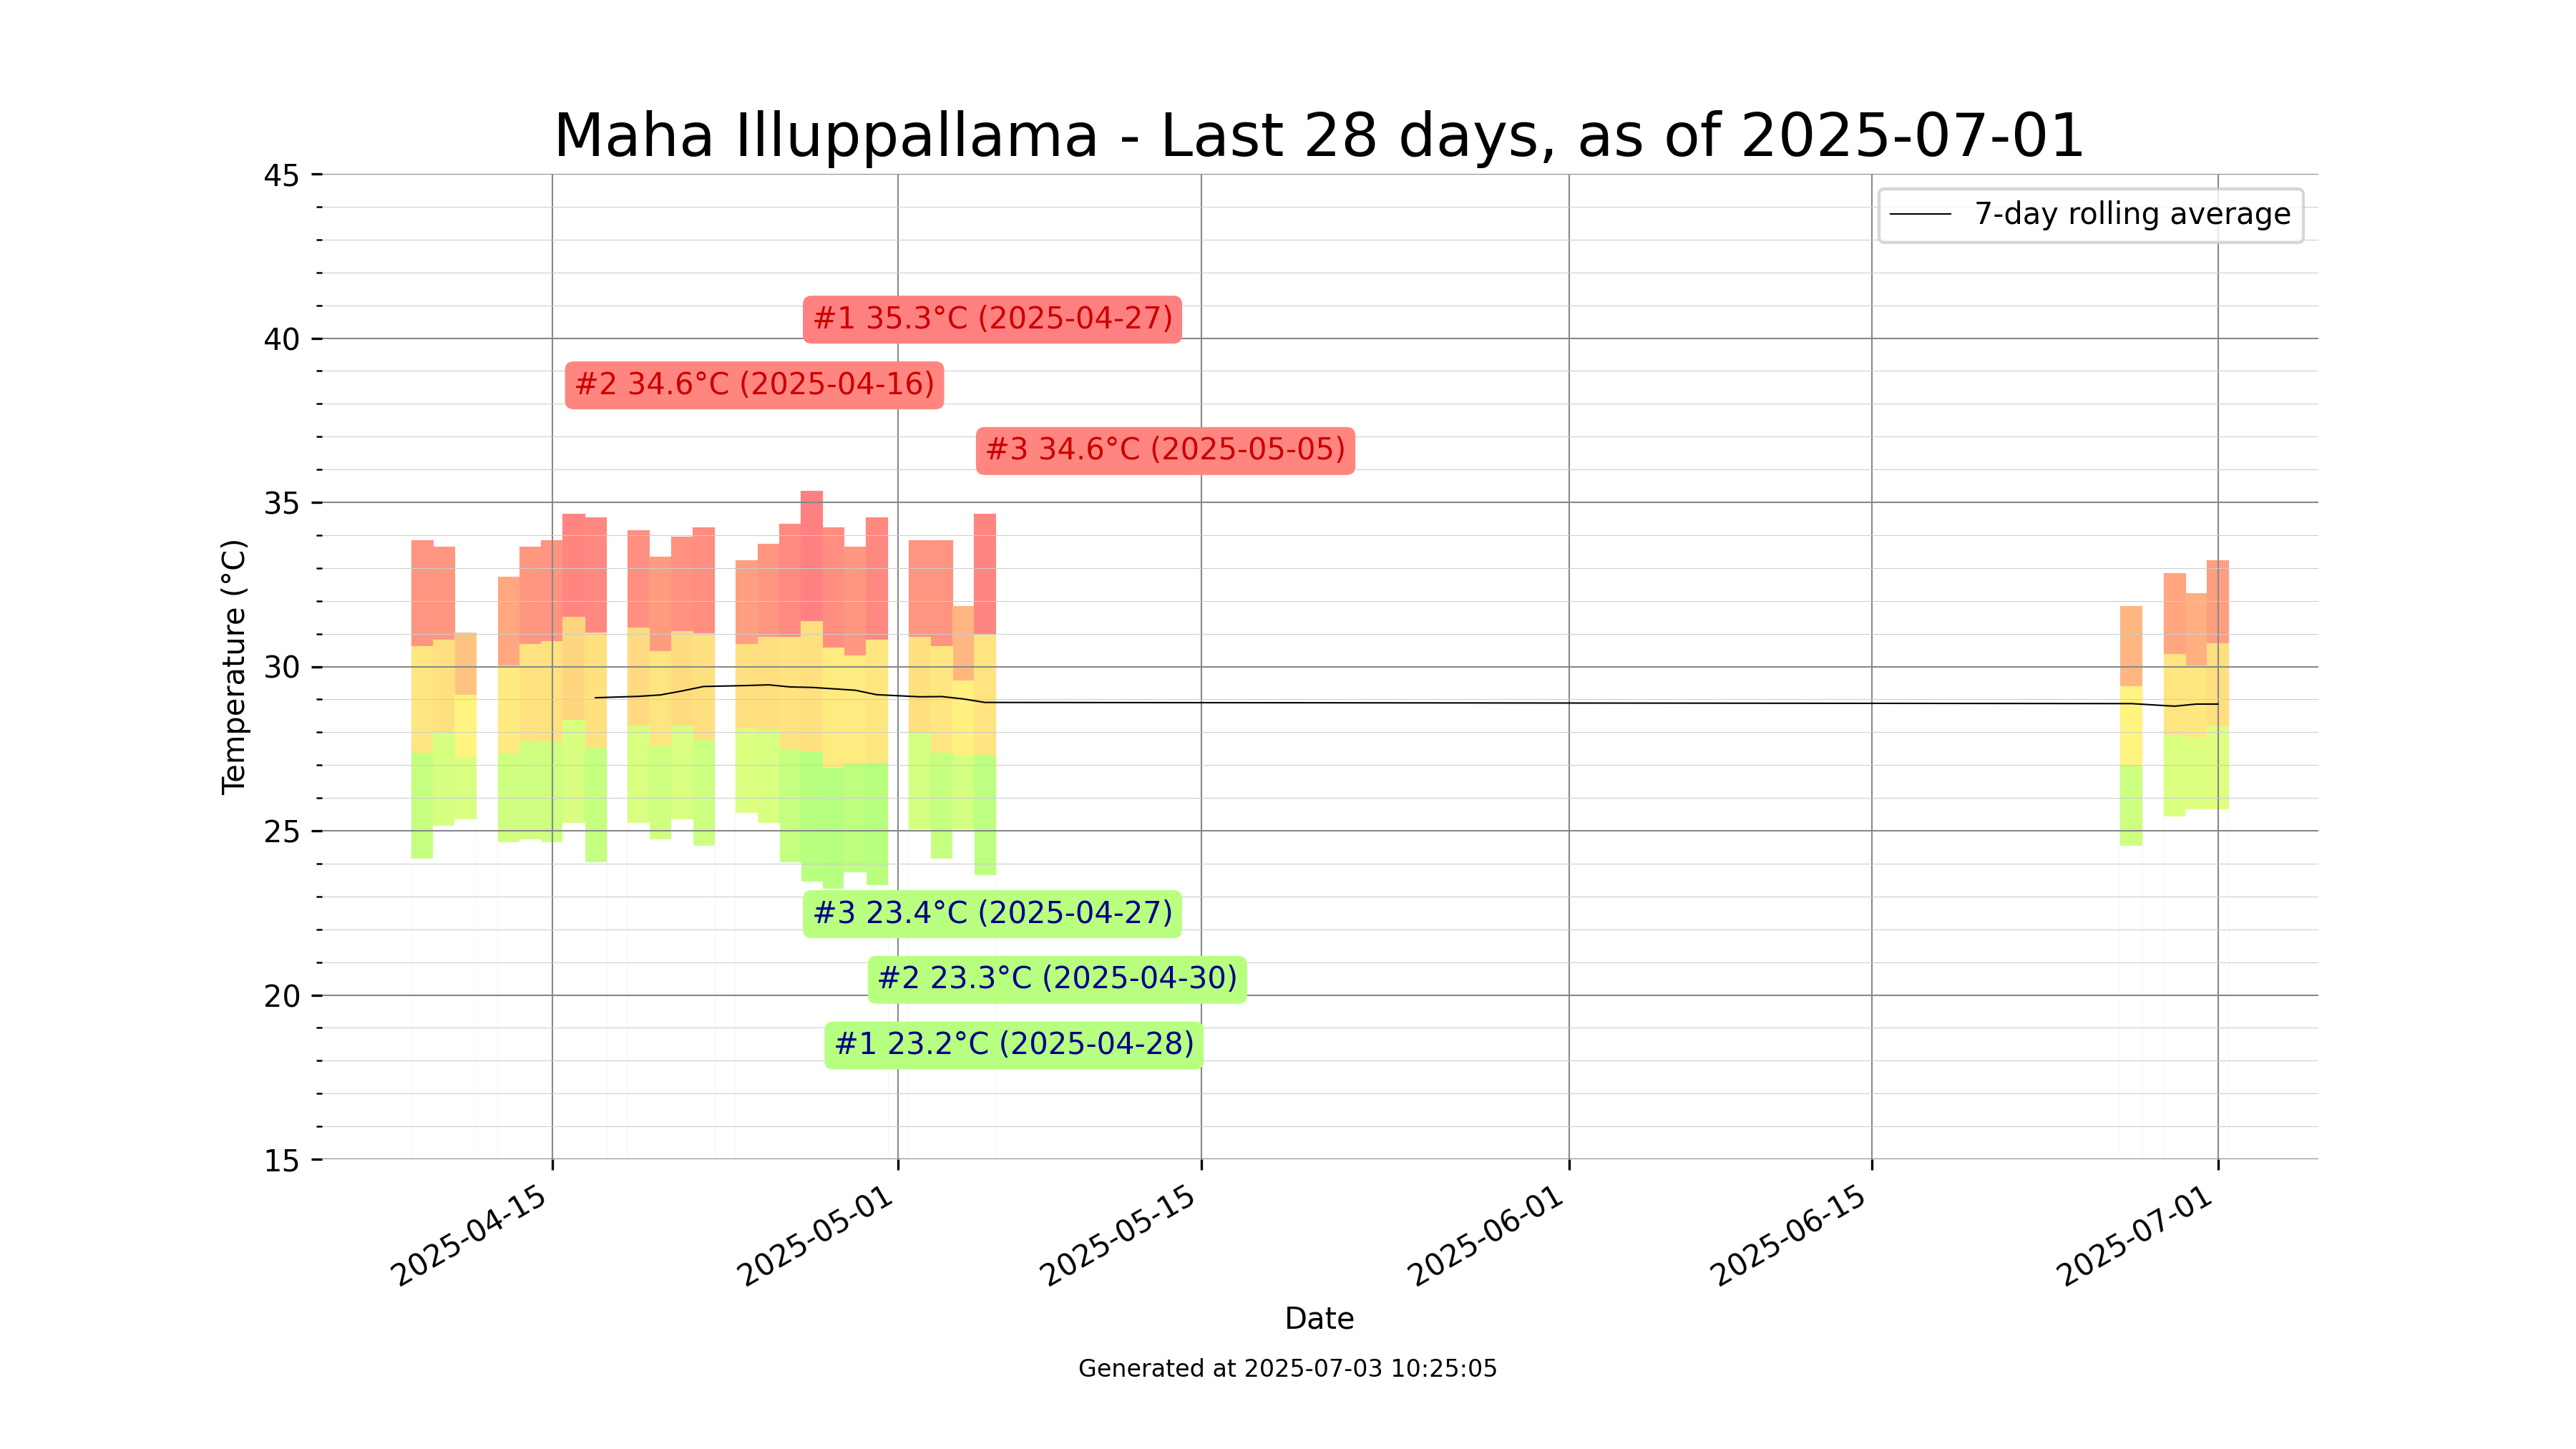 Maha Illuppallama - Last 28 days, as of 2025-07-01
7-day rolling average
45
40
35
30
25
20
15
Temperature (°C)
#1 35.3°C (2025-04-27)
#2 34.6°C (2025-04-16)
#3 34.6°C (2025-05-05)
#3 23.4°C (2025-04-27)
#2 23.3°C (2025-04-30)
#1 23.2°C (2025-04-28)
2025-04-15
2025-05-01
2025-05-15
2025-06-01
2025-06-15
2025-07-01
Date
Generated at 2025-07-03 10:25:05